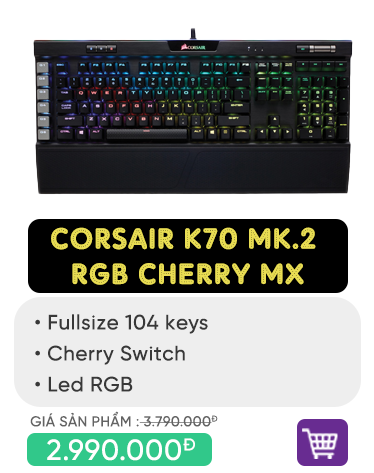 CORSAIR
CORSAIR K70 MK.2
RGB CHERRY MX
• Fullsize 104 keys
• Cherry Switch
• Led RGB
GIÁ SẢN PHẨM : 3.790.000Đ
2.990.000Đ